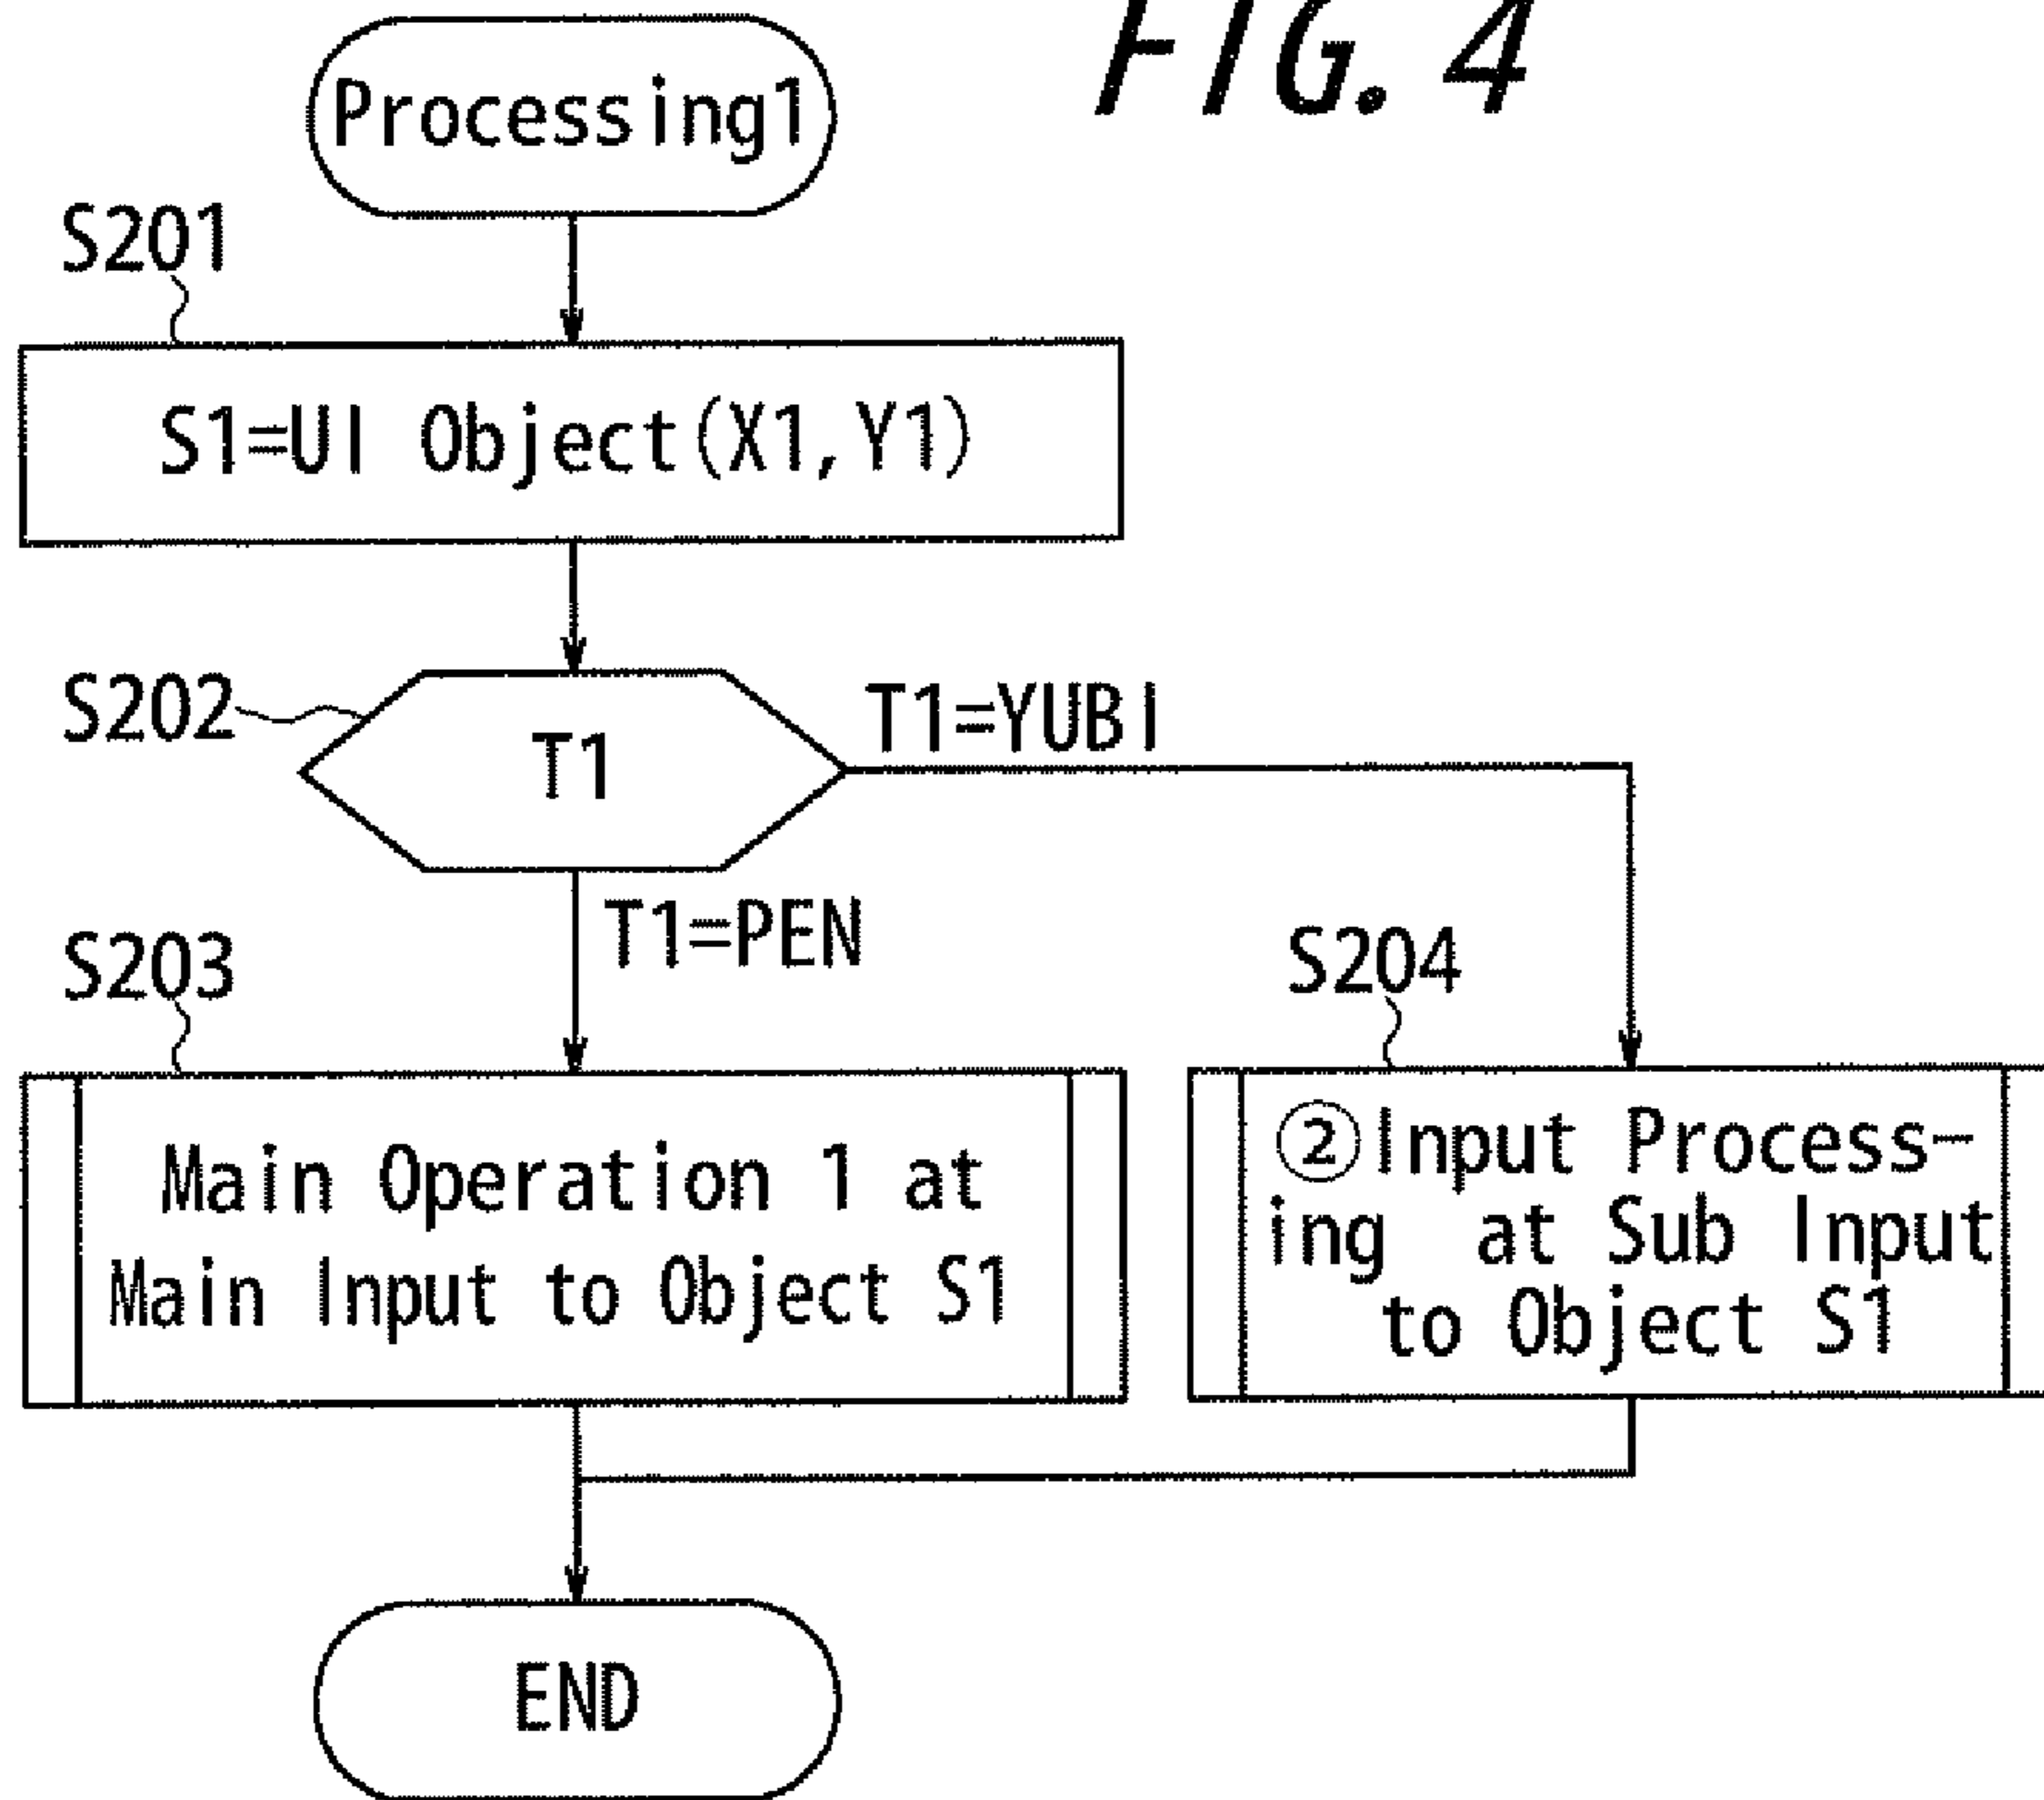 FIG. 4
Processing1
S201
S1=UI Object(X1,Y1)
S202
T1
T1=YUBI
T1=PEN
S203
Main Operation 1 at
Main Input to Object S1
S204
②Input Process-
ing at Sub Input
to Object S1
END